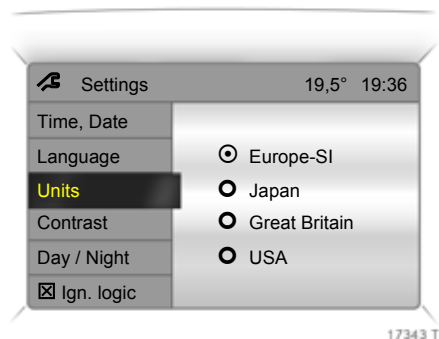 Settings 19,5° 19:36
Time, Date
Language
Units
Contrast
Day / Night
Ign. logic
Europe-SI
Japan
Great Britain
USA
17343 T